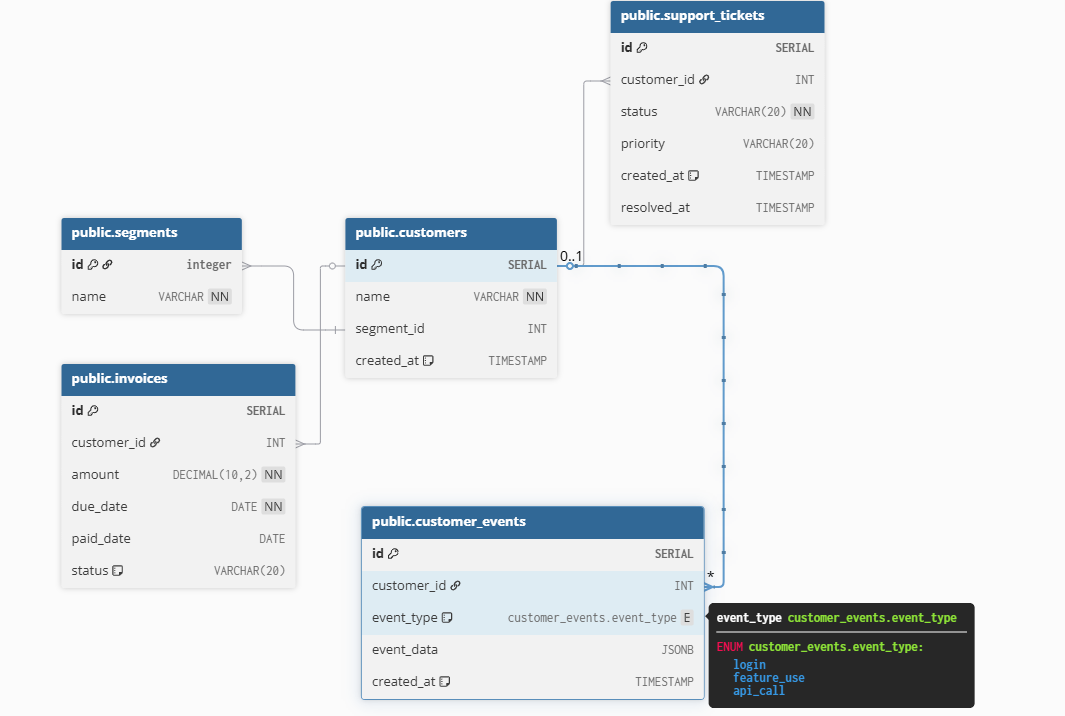 public.support_tickets
id SERIAL
customer_id INT
status VARCHAR(20) NN
priority VARCHAR(20)
created_at TIMESTAMP
resolved_at TIMESTAMP
public.segments
id integer
name VARCHAR NN
public.customers
id SERIAL
name VARCHAR NN
segment_id INT
created_at TIMESTAMP
0..1
public.invoices
id SERIAL
customer_id INT
amount DECIMAL(10,2) NN
due_date DATE NN
paid_date DATE
status VARCHAR(20)
public.customer_events
id SERIAL
customer_id INT
*
event_type customer_events.event_type E
event_data JSONB
created_at TIMESTAMP
event_type customer_events.event_type
ENUM customer_events.event_type:
login
feature_use
api_call